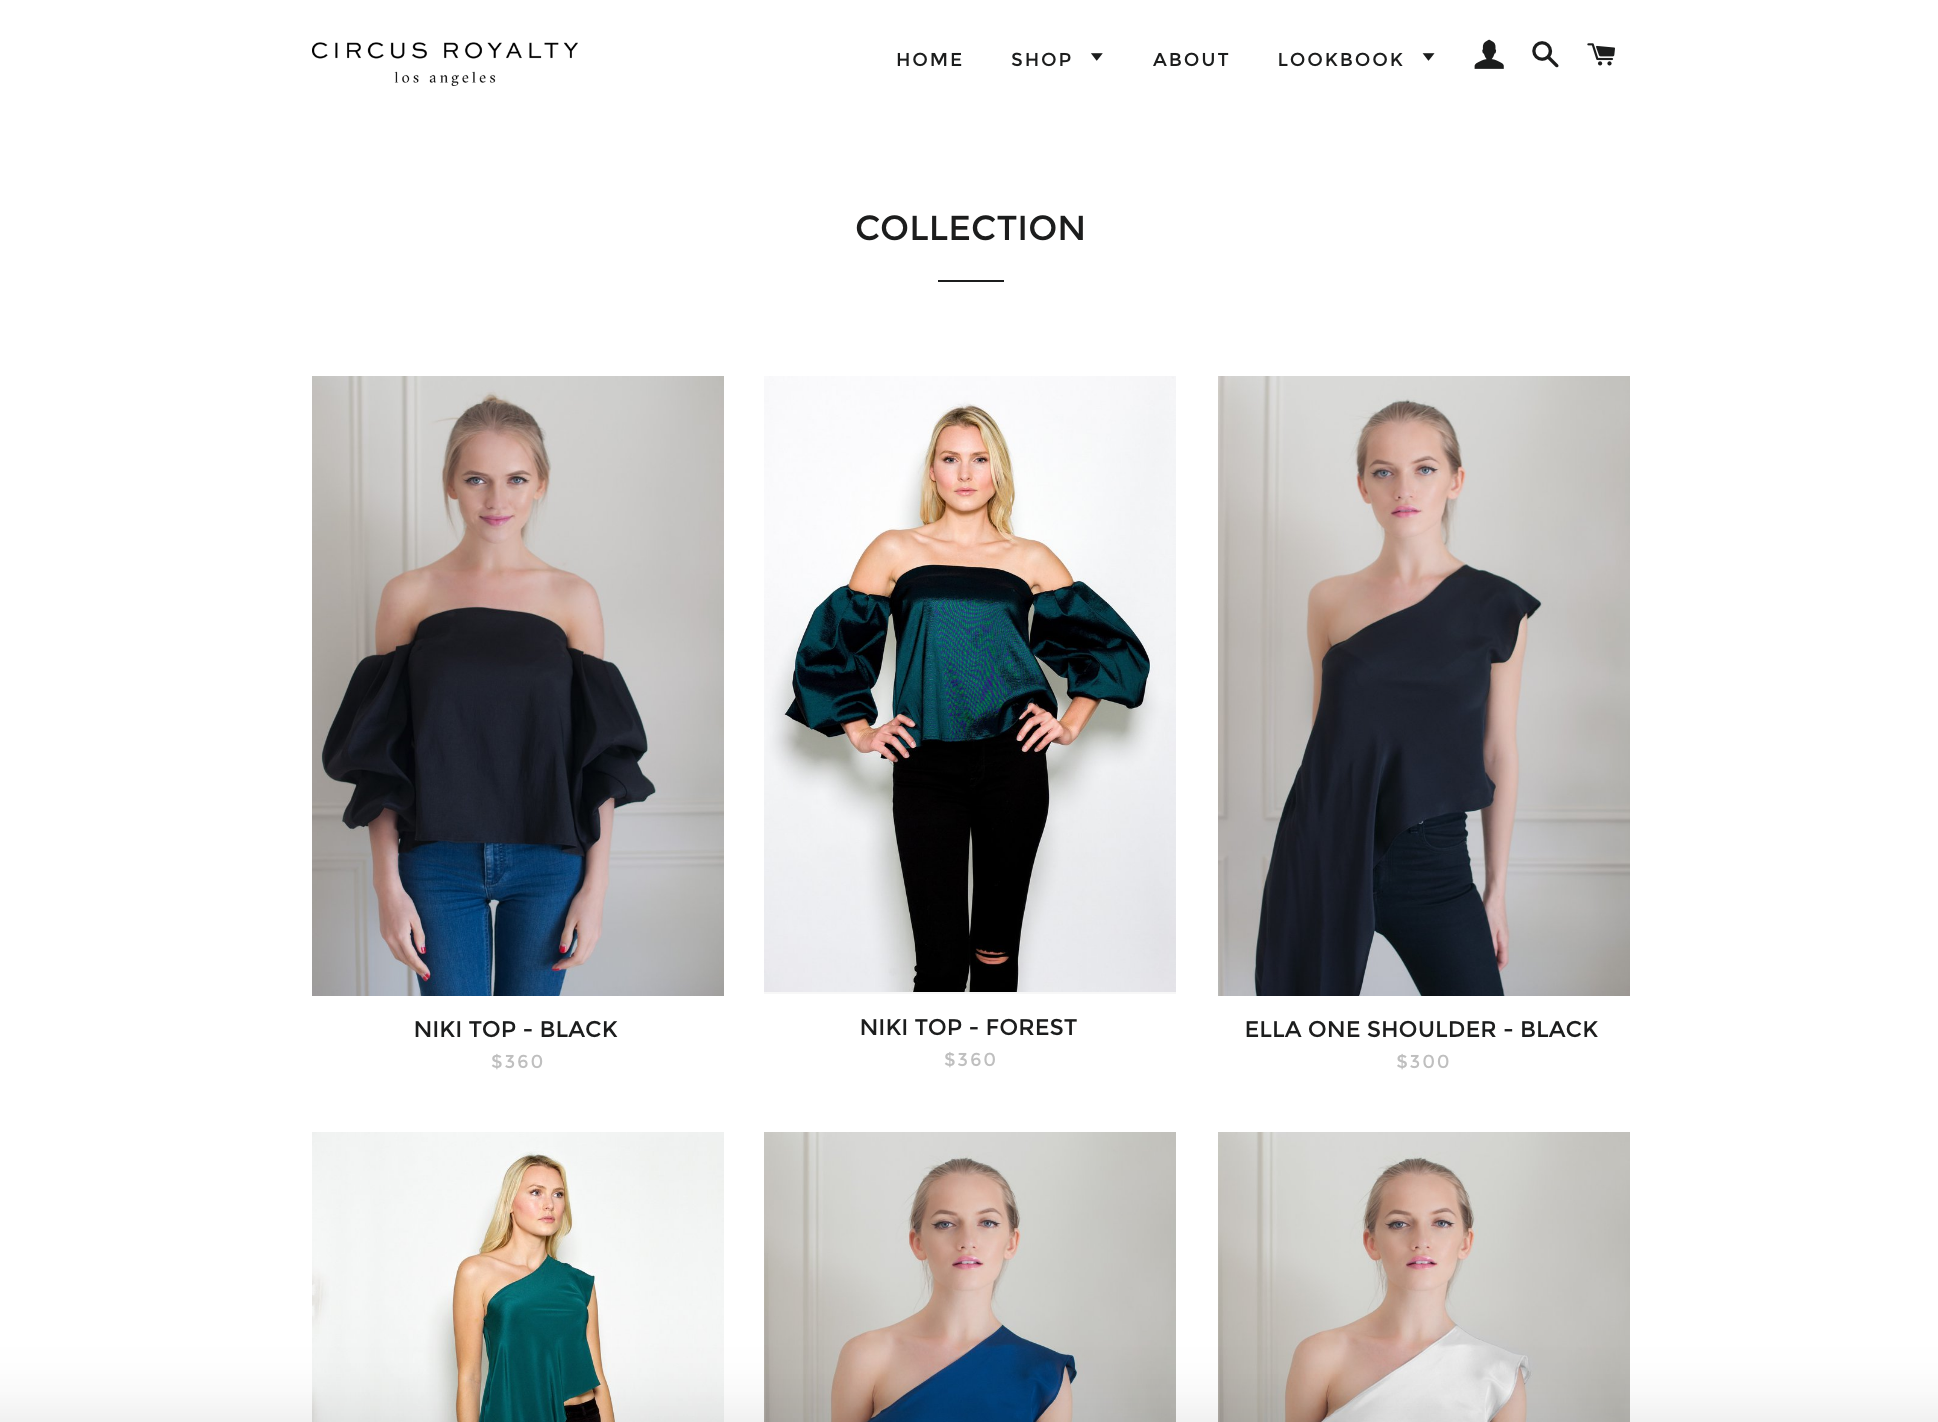 CIRCUS ROYALTY
los angeles
HOME SHOP ABOUT LOOKBOOK
COLLECTION
NIKI TOP - BLACK
$360
NIKI TOP - FOREST
$360
ELLA ONE SHOULDER - BLACK
$300